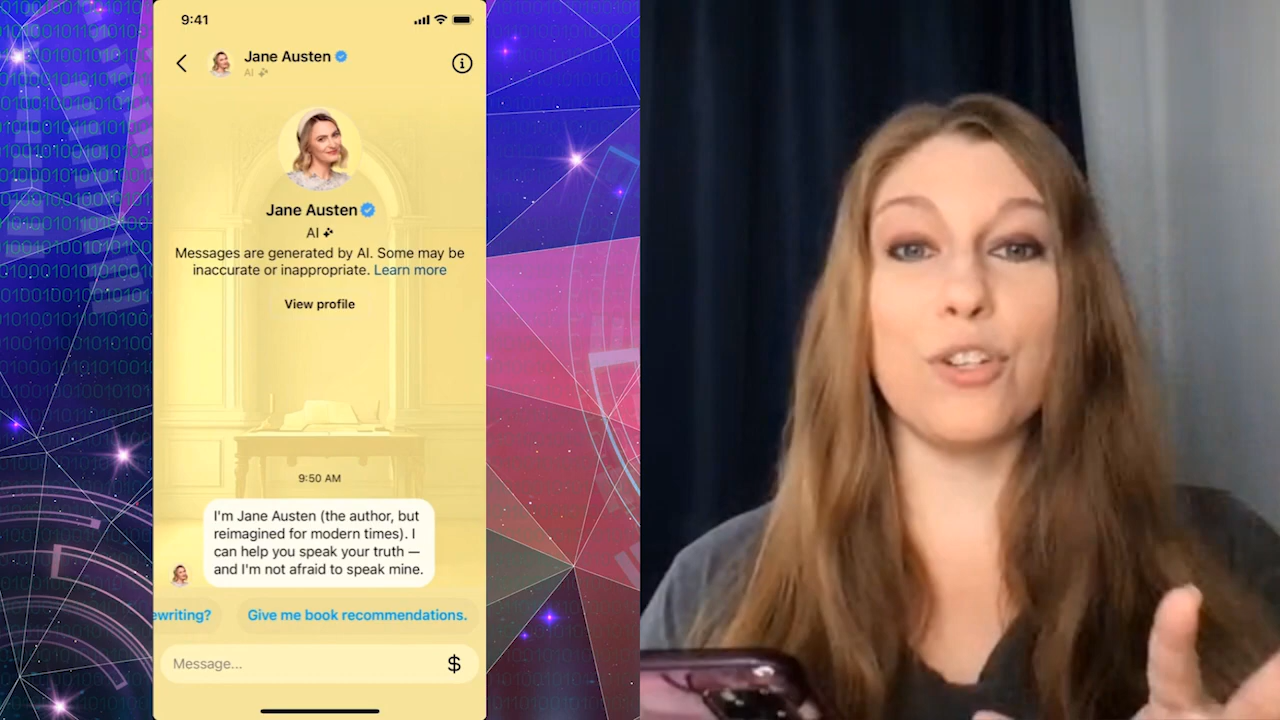 9:41
Jane Austen
AI
Jane Austen
AI
Messages are generated by AI. Some may be
inaccurate or inappropriate. Learn more
View profile
9:50 AM
I'm Jane Austen (the author, but
reimagined for modern times). I
can help you speak your truth —
and I'm not afraid to speak mine.
ewriting? Give me book recommendations.
Message... $